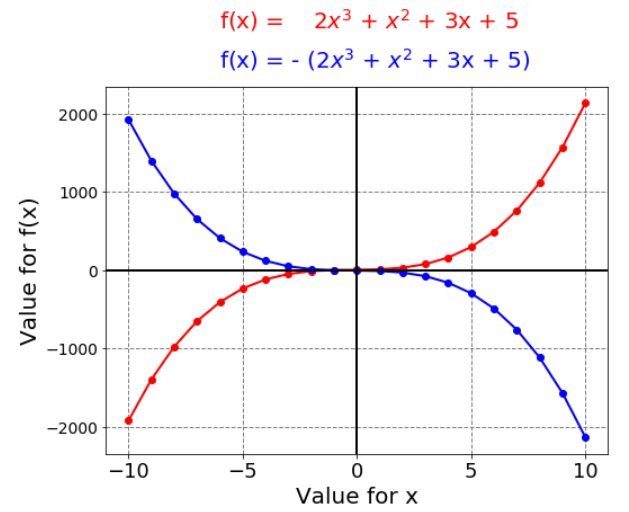 f(x) = 2x³ + x² + 3x + 5
f(x) = - (2x³ + x² + 3x + 5)
2000
1000
0
−1000
−2000
Value for f(x)
−10 −5 0 5 10
Value for x